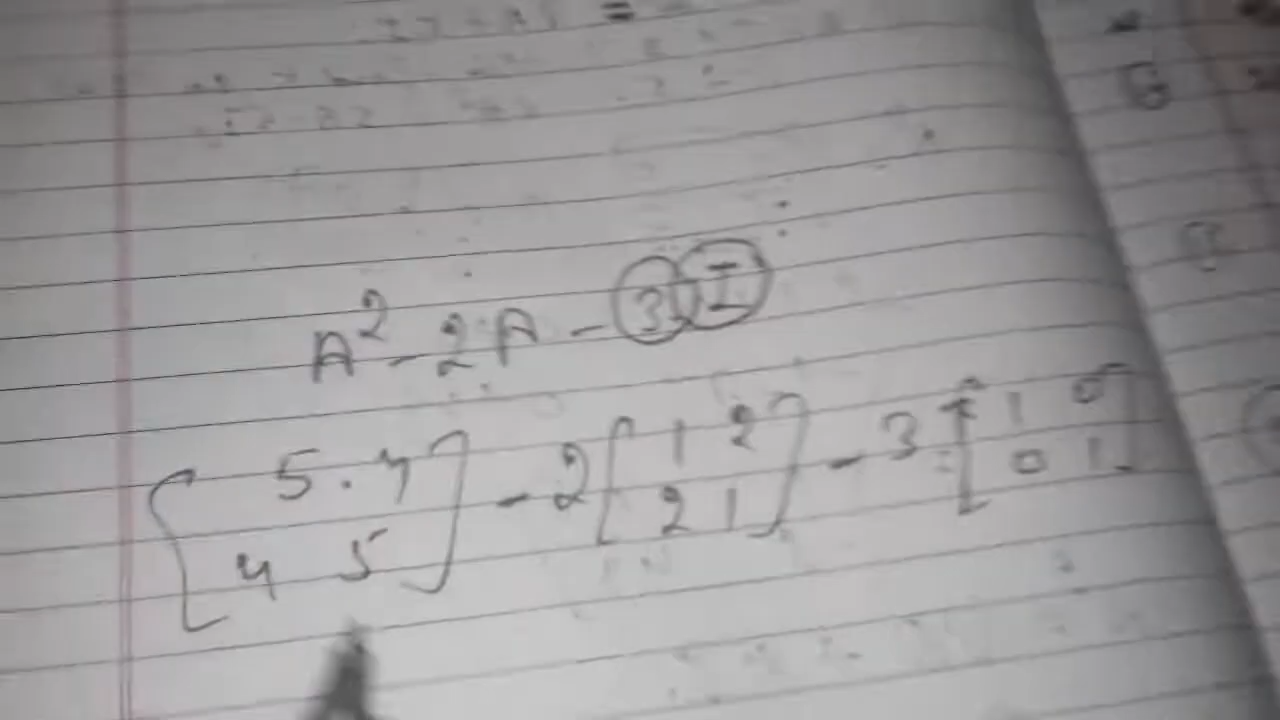 A² - 2A - 3I
[5 4] - 2[1 2] - 3[1 0]
[4 5] [2 1] [0 1]